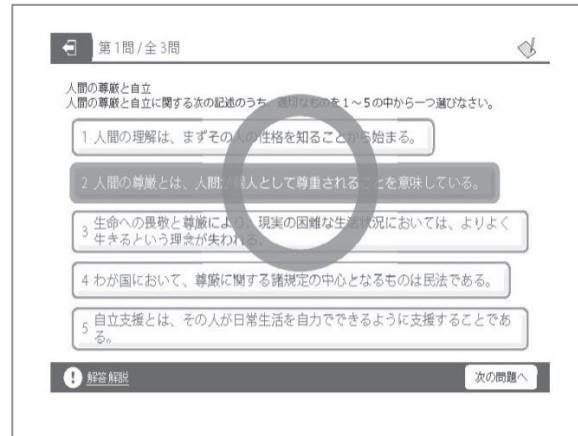 第1問/全3問
人間の尊厳と自立
人間の尊厳と自立に関する次の記述のうち、適切なものを1～5の中から一つ選びなさい。
1 人間の理解は、まずその人の性格を知ることから始まる。
2 人間の尊厳とは、人間が個人として尊重されることを意味している。
3 生命への畏敬と尊厳により、現実の困難な生活状況においては、よりよく
生きるという理念が失われる。
4 わが国において、尊厳に関する諸規定の中心となるものは民法である。
5 自立支援とは、その人が日常生活を自力でできるように支援することであ
る。
! 解答解説
次の問題へ